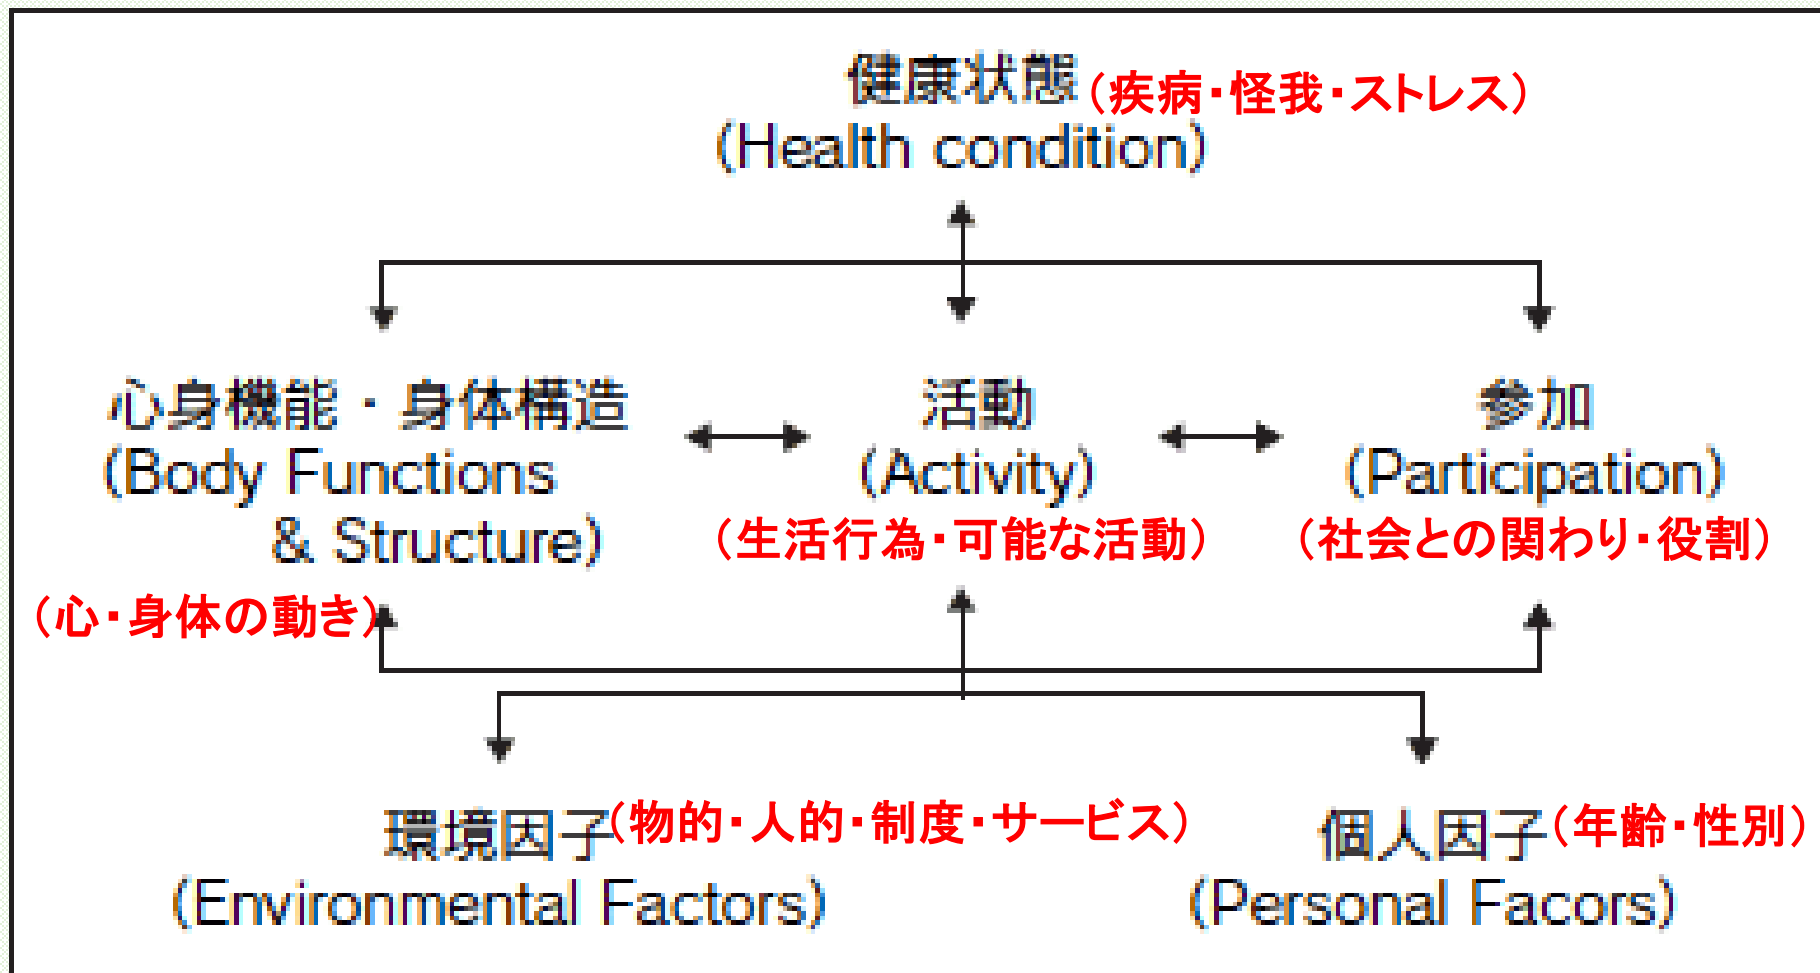 健康状態(疾病・怪我・ストレス)
(Health condition)
心身機能・身体構造
(Body Functions
& Structure)
(心・身体の動き)
活動
(Activity)
(生活行為・可能な活動)
参加
(Participation)
(社会との関わり・役割)
環境因子(物的・人的・制度・サービス)
(Environmental Factors)
個人因子(年齢・性別)
(Personal Facors)